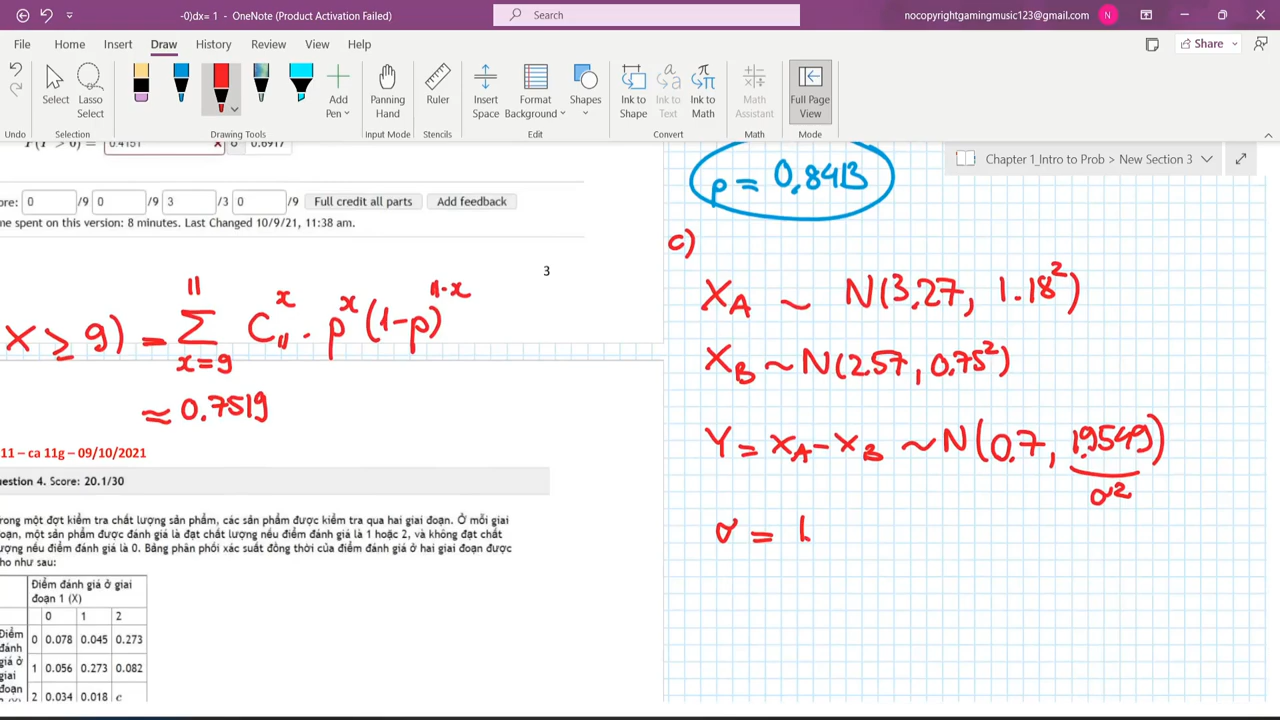 -0)dx= 1 - OneNote (Product Activation Failed)
Search
nocopyrightgamingmusic123@gmail.com
N
File Home Insert Draw History Review View Help
Share
Undo
Select
Lasso Select
Add Pen
Panning Hand
Ruler
Insert Space
Format Background
Shapes
Ink to Shape
Ink to Text
Ink to Math
Math Assistant
Full Page View
Selection
Drawing Tools
Input Mode
Stencils
Edit
Convert
Math
Mode
Chapter 1_Intro to Prob > New Section 3
P(Y > 0) = 0.4151 0.6917
ore: 0 /9 0 /9 3 /3 0 /9 Full credit all parts Add feedback
me spent on this version: 8 minutes. Last Changed 10/9/21, 11:38 am.
3
X ≥ 9) = ∑ x=9 11 C₁₁ˣ · pˣ (1-p)¹¹⁻ˣ
≈ 0.7519
11 – ca 11g – 09/10/2021
uestion 4. Score: 20.1/30
rong một đợt kiểm tra chất lượng sản phẩm, các sản phẩm được kiểm tra qua hai giai đoạn. Ở mỗi giai
oạn, một sản phẩm được đánh giá là đạt chất lượng nếu điểm đánh giá là 1 hoặc 2, và không đạt chất
ượng nếu điểm đánh giá là 0. Bảng phân phối xác suất đồng thời của điểm đánh giá ở hai giai đoạn được
ho như sau:
Điểm đánh giá ở giai
đoạn 1 (X)
0 1 2
Điểm
đánh
giá ở
giai
đoạn
0 0.078 0.045 0.273
1 0.056 0.273 0.082
2 0.034 0.018 c
p = 0,8413
c)
X_A ~ N(3.27, 1.18²)
X_B ~ N(2.57, 0.75²)
Y = X_A - X_B ~ N(0.7, 1.9549)
σ²
σ = 1.